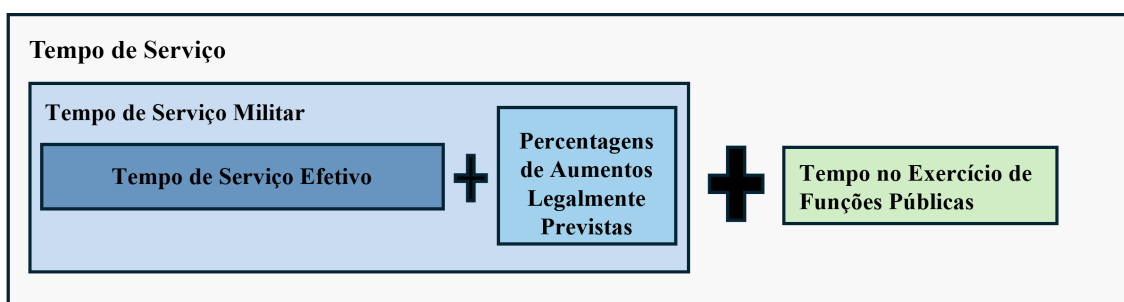 Tempo de Serviço
Tempo de Serviço Militar
Tempo de Serviço Efetivo
Percentagens
de Aumentos
Legalmente
Previstas
Tempo no Exercício de
Funções Públicas